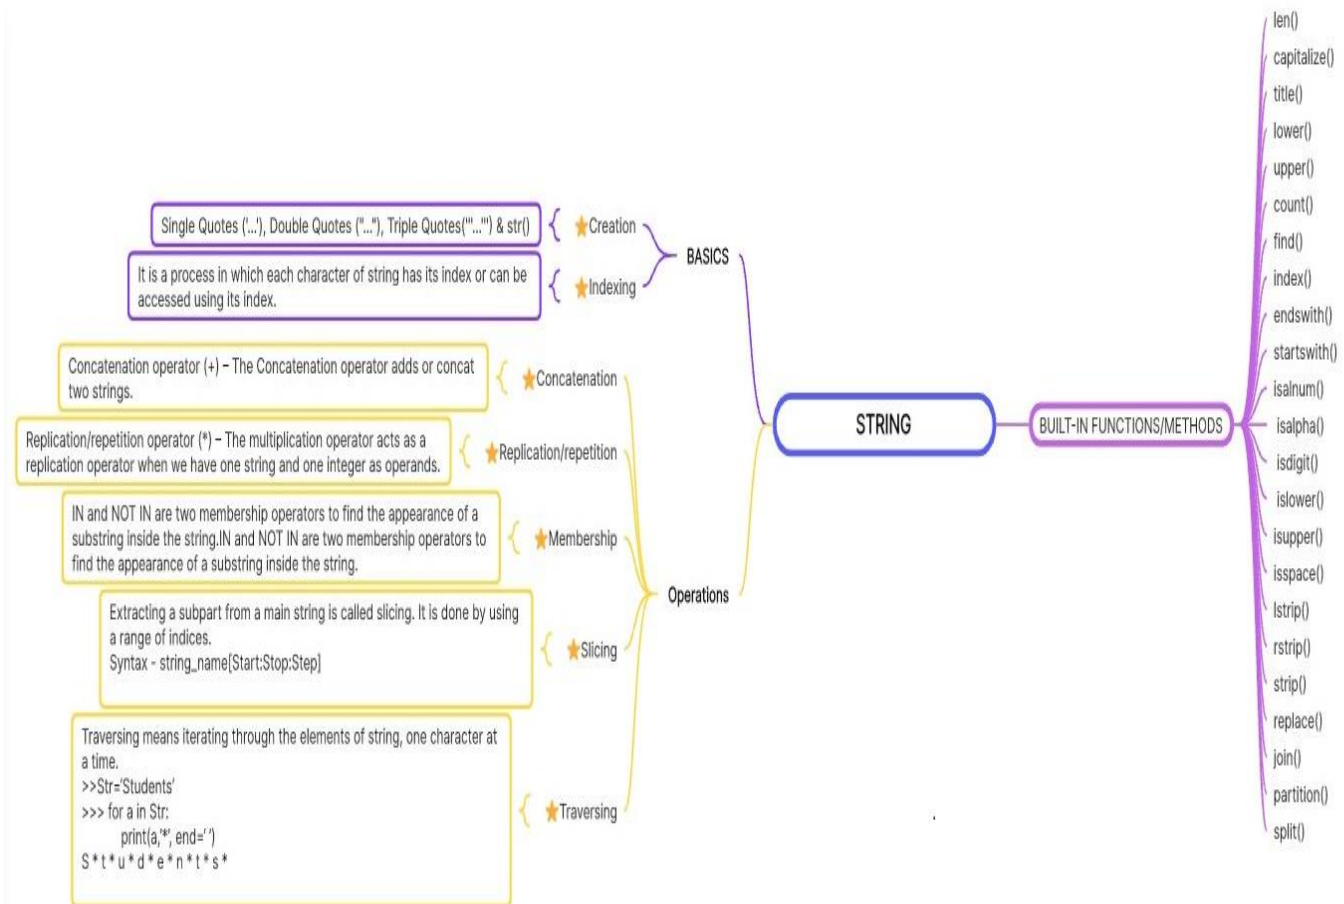 STRING
BASICS
★Creation
Single Quotes ('...'), Double Quotes ("..."), Triple Quotes('''...''') & str()
★Indexing
It is a process in which each character of string has its index or can be
accessed using its index.
Operations
★Concatenation
Concatenation operator (+) – The Concatenation operator adds or concat
two strings.
★Replication/repetition
Replication/repetition operator (*) – The multiplication operator acts as a
replication operator when we have one string and one integer as operands.
★Membership
IN and NOT IN are two membership operators to find the appearance of a
substring inside the string.IN and NOT IN are two membership operators to
find the appearance of a substring inside the string.
★Slicing
Extracting a subpart from a main string is called slicing. It is done by using
a range of indices.
Syntax - string_name[Start:Stop:Step]
★Traversing
Traversing means iterating through the elements of string, one character at
a time.
>>Str='Students'
>>> for a in Str:
print(a,'*', end=' ')
S * t * u * d * e * n * t * s *
BUILT-IN FUNCTIONS/METHODS
len()
capitalize()
title()
lower()
upper()
count()
find()
index()
endswith()
startswith()
isalnum()
isalpha()
isdigit()
islower()
isupper()
isspace()
lstrip()
rstrip()
strip()
replace()
join()
partition()
split()